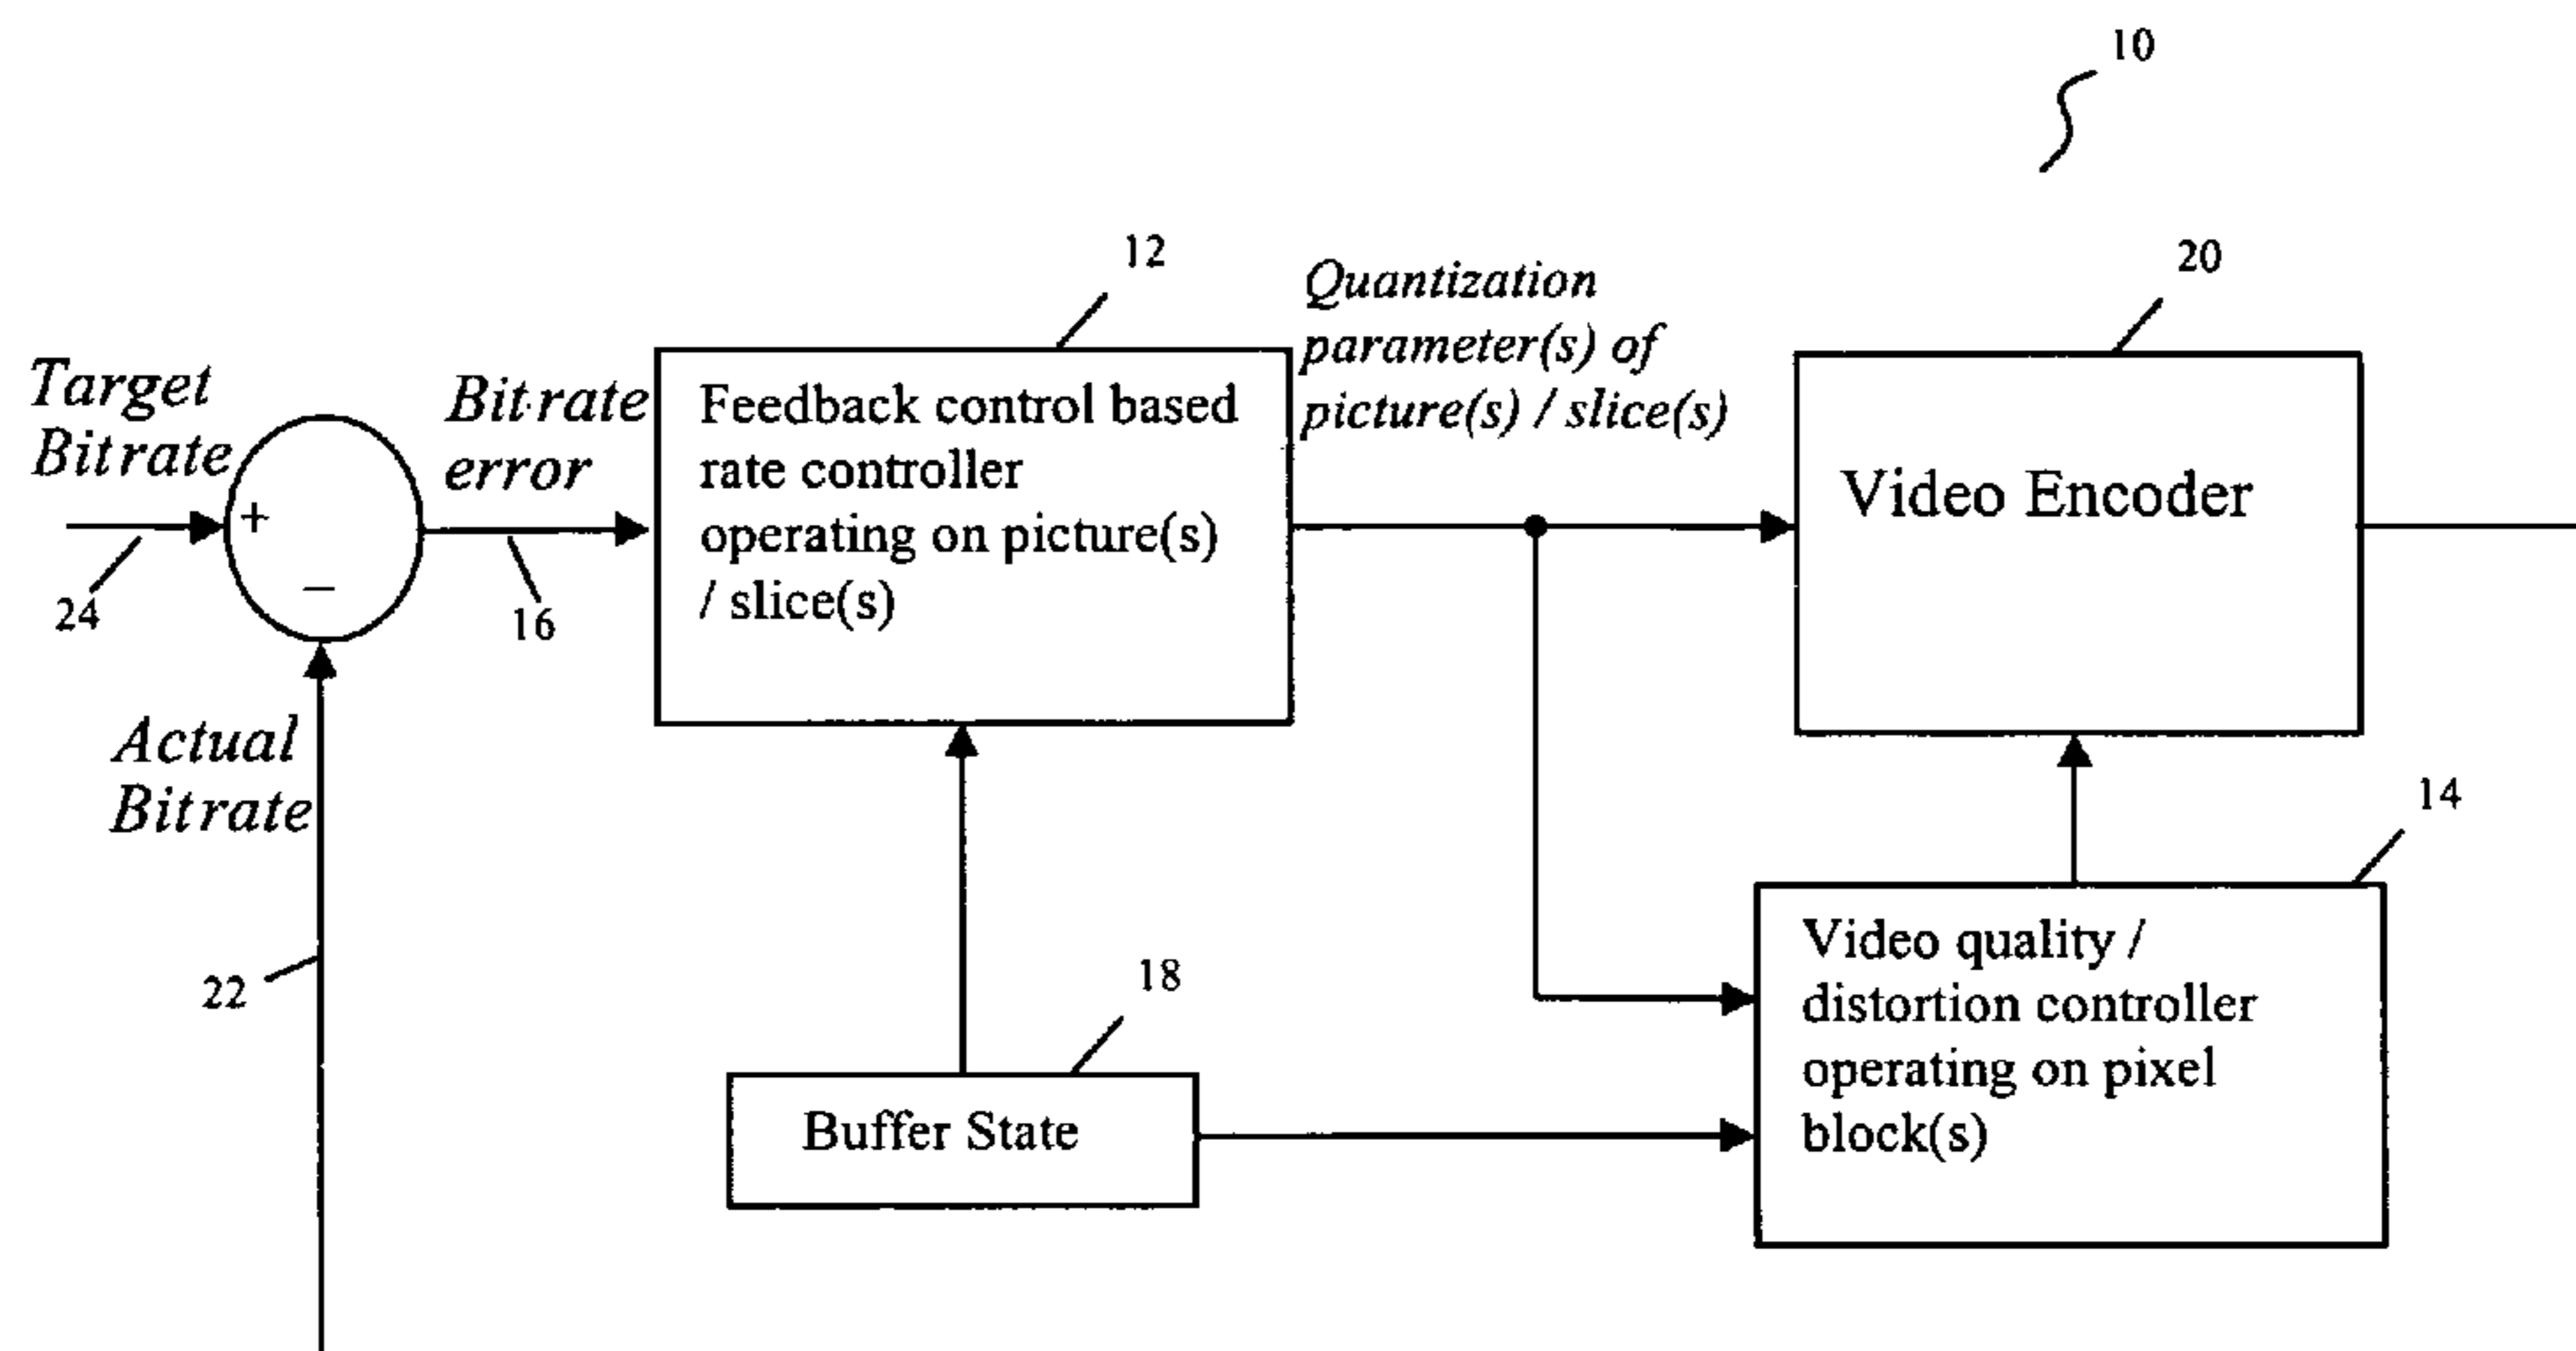 10
12
20
Quantization
parameter(s) of
picture(s) / slice(s)
Target
Bitrate
Bitrate
error
Feedback control based
rate controller
operating on picture(s)
/ slice(s)
Video Encoder
+
−
24
16
Actual
Bitrate
14
22
18
Video quality /
distortion controller
operating on pixel
block(s)
Buffer State